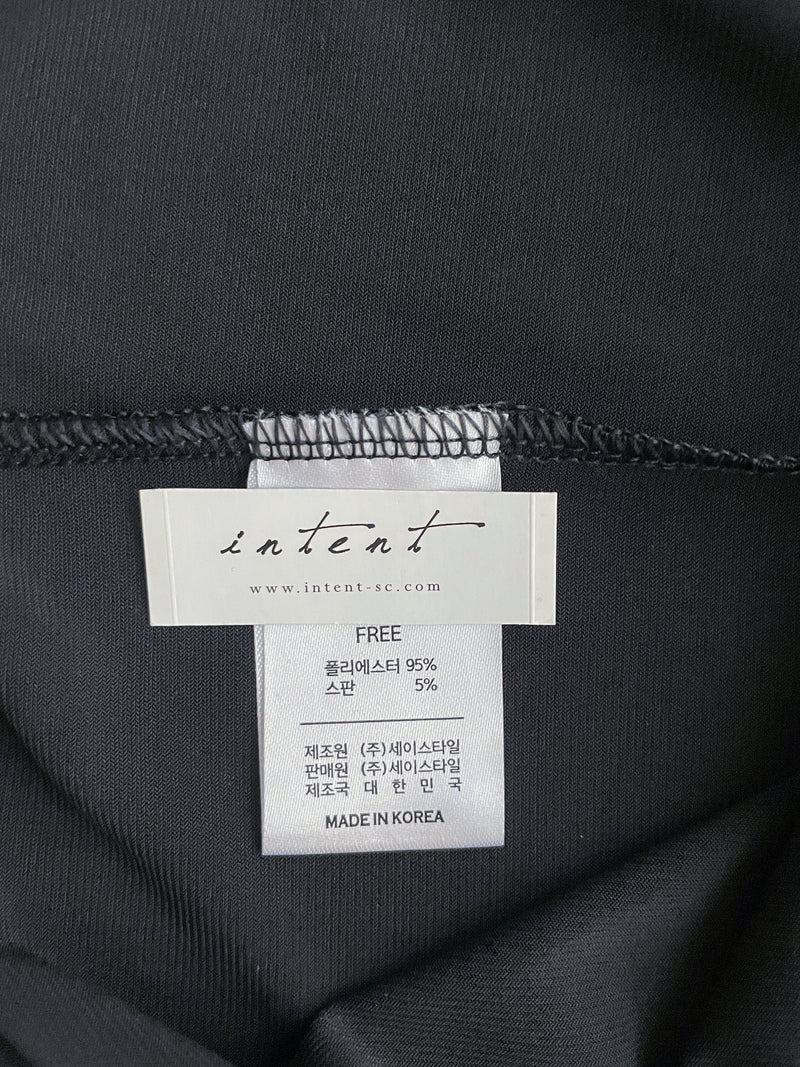 intent
www.intent-sc.com
FREE
폴리에스터 95%
스판 5%
제조원 (주)세이스타일
판매원 (주)세이스타일
제조국 대 한 민 국
MADE IN KOREA